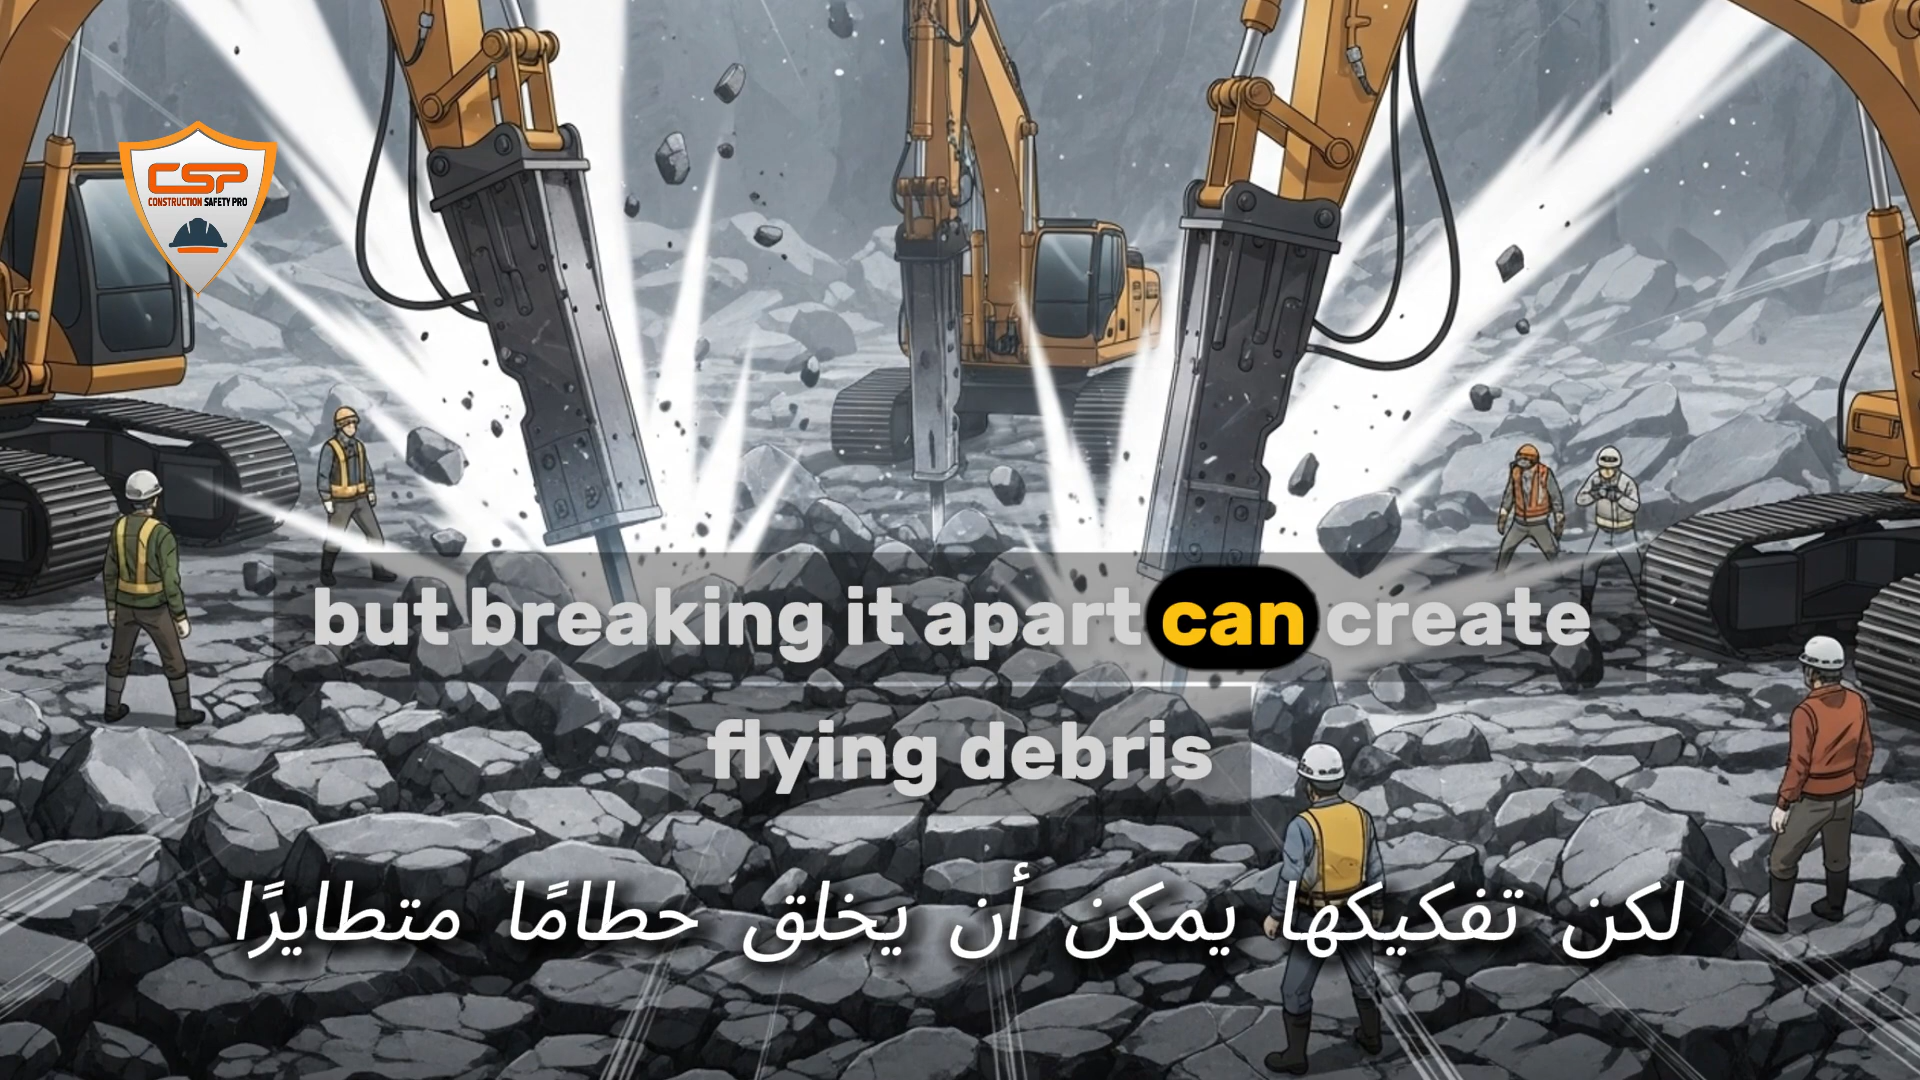 CSP
CONSTRUCTION SAFETY PRO
but breaking it apart can create
flying debris
لكن تفكيكها يمكن أن يخلق حطامًا متطايرًا